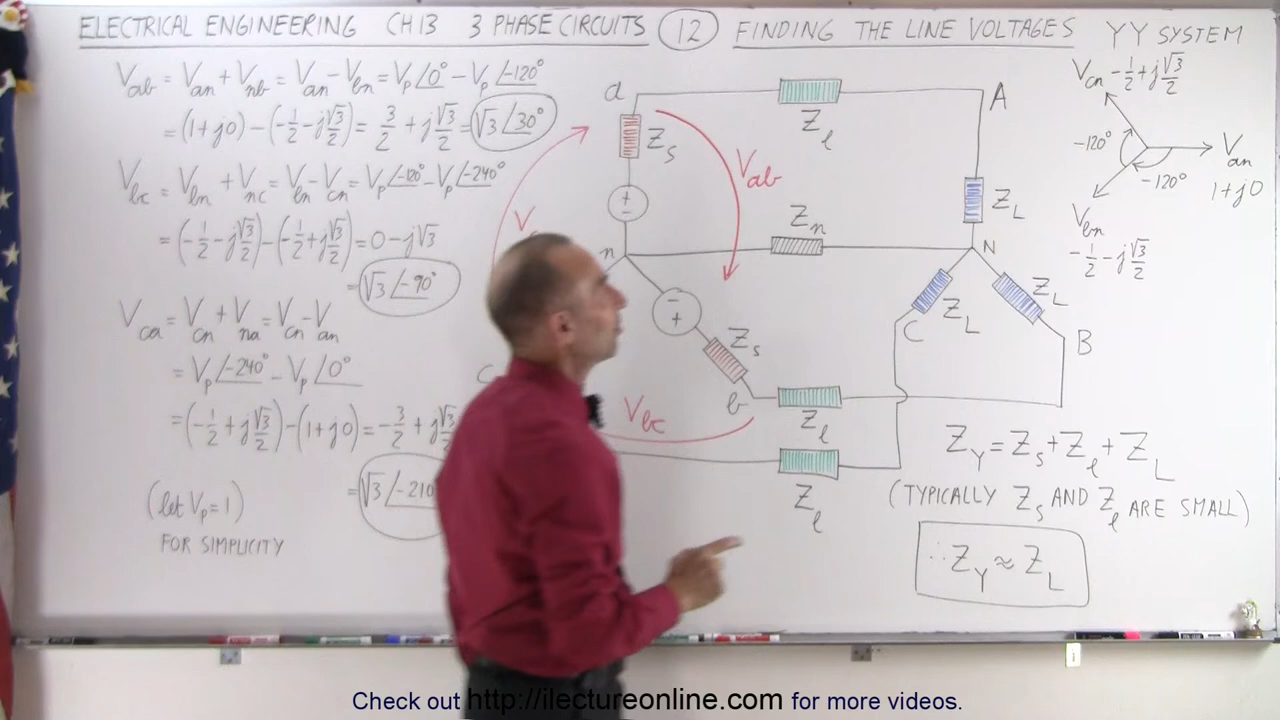 ELECTRICAL ENGINEERING CH 13 3 PHASE CIRCUITS 12 FINDING THE LINE VOLTAGES YY SYSTEM
Vab = Van + Vnb = Van - Vbn = Vp∠0° - Vp∠-120°
= (1+j0) - (-1/2 - j√3/2) = 3/2 + j√3/2 = √3∠30°
Vbc = Vbn + Vnc = Vbn - Vcn = Vp∠-120° - Vp∠-240°
= (-1/2 - j√3/2) - (-1/2 + j√3/2) = 0 - j√3
= √3∠-90°
Vca = Vcn + Vna = Vcn - Van
= Vp∠-240° - Vp∠0°
= (-1/2 + j√3/2) - (1+j0) = -3/2 + j√3
= √3∠-210
(let Vp=1)
FOR SIMPLICITY
a
Zs
Vab
V
n
Zs
b
Vbc
C
Zl
Zn
Zl
Zl
A
ZL
N
ZL
ZL
C
B
Vcn -1/2 + j√3/2
-120°
-120°
Van
1+j0
Vbn
-1/2 - j√3/2
ZY = Zs + Zl + ZL
(TYPICALLY Zs AND Zl ARE SMALL)
∴ ZY ≈ ZL
Check out http://ilectureonline.com for more videos.